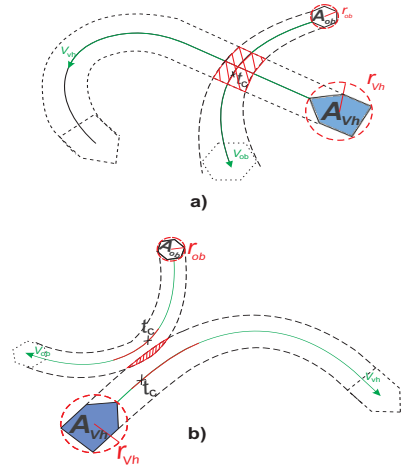 A_ob r_ob
V_vh
t_c
r_Vh
A_Vh
V_ob
a)
A_ob r_ob
t_c
V_ob
t_c
V_vh
A_Vh
r_Vh
b)